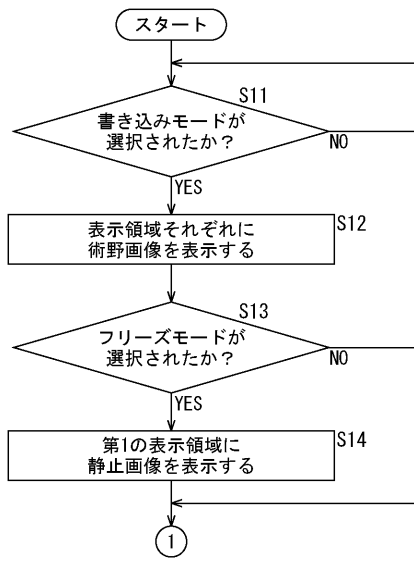 スタート
S11
書き込みモードが
選択されたか？
NO
YES
S12
表示領域それぞれに
術野画像を表示する
S13
フリーズモードが
選択されたか？
NO
YES
S14
第1の表示領域に
静止画像を表示する
1